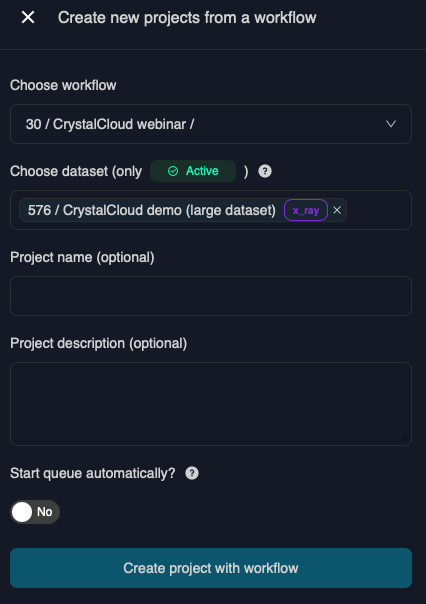 Create new projects from a workflow
Choose workflow
30 / CrystalCloud webinar /
Choose dataset (only Active ) ?
576 / CrystalCloud demo (large dataset) x_ray
Project name (optional)
Project description (optional)
Start queue automatically? ?
No
Create project with workflow